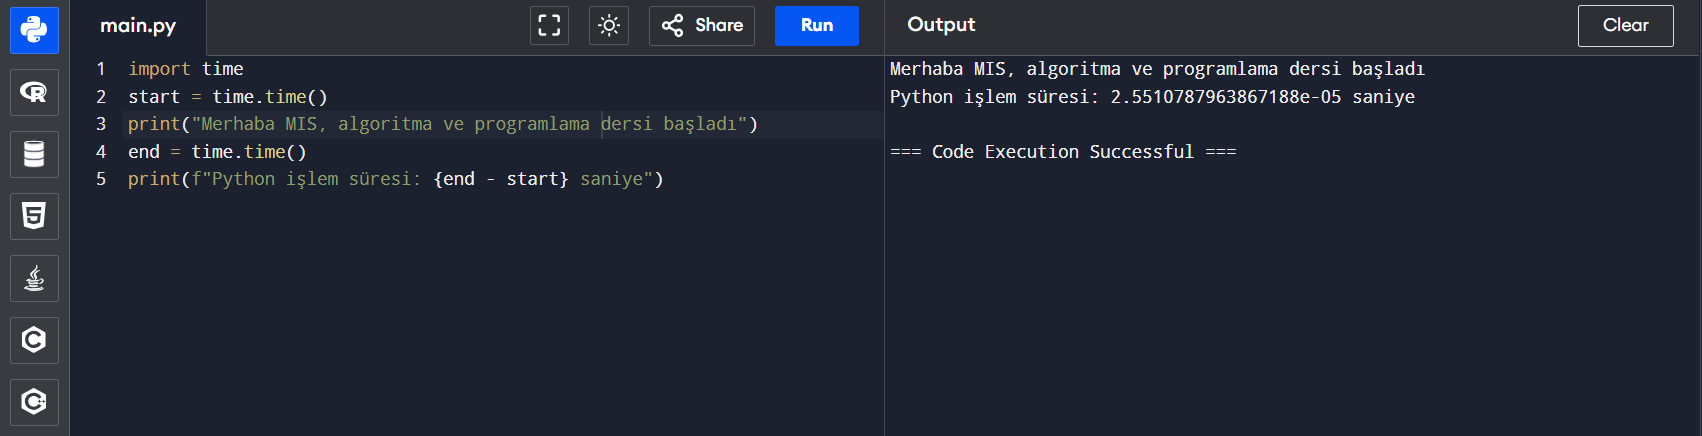 main.py
Share
Run
1 import time
2 start = time.time()
3 print("Merhaba MIS, algoritma ve programlama dersi başladı")
4 end = time.time()
5 print(f"Python işlem süresi: {end - start} saniye")
Output
Clear
Merhaba MIS, algoritma ve programlama dersi başladı
Python işlem süresi: 2.5510787963867188e-05 saniye
=== Code Execution Successful ===
R
5
C
C++